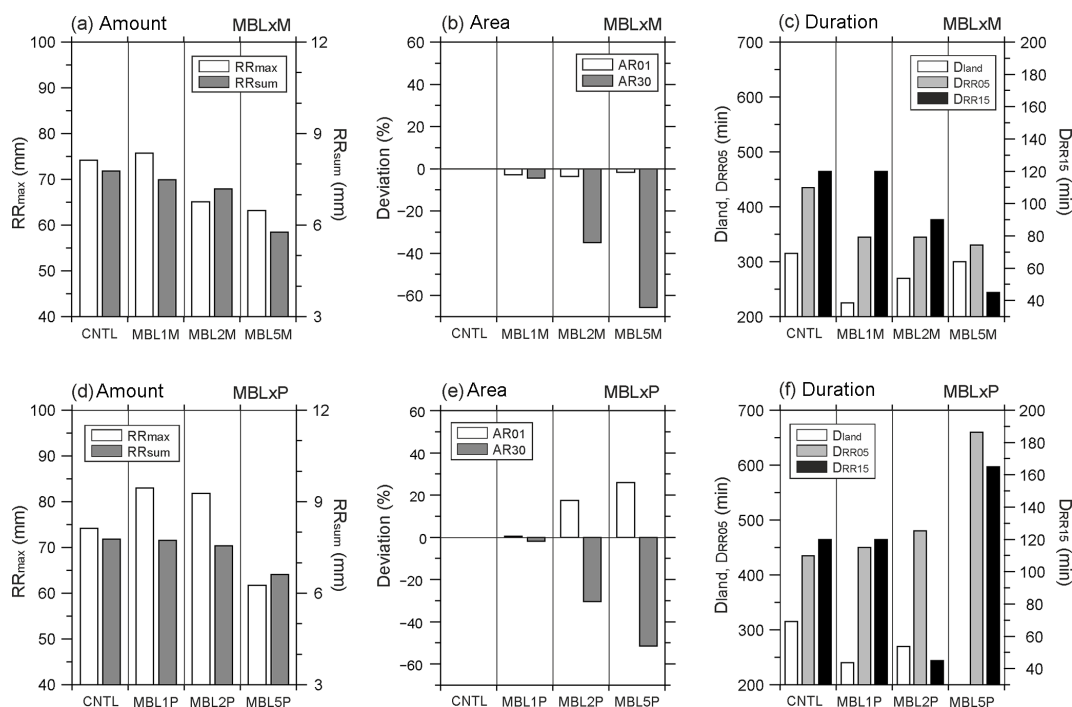 (a) Amount MBLxM
RRmax
RRsum
RRmax (mm)
100
90
80
70
60
50
40
RRsum (mm)
12
9
6
3
CNTL MBL1M MBL2M MBL5M
(b) Area MBLxM
AR01
AR30
Deviation (%)
60
40
20
0
−20
−40
−60
CNTL MBL1M MBL2M MBL5M
(c) Duration MBLxM
Dland
DRR05
DRR15
Dland, DRR05 (min)
700
600
500
450
400
300
200
DRR15 (min)
200
180
160
140
120
100
80
60
40
CNTL MBL1M MBL2M MBL5M
(d) Amount MBLxP
RRmax
RRsum
RRmax (mm)
100
90
80
70
60
50
40
RRsum (mm)
12
9
6
3
CNTL MBL1P MBL2P MBL5P
(e) Area MBLxP
AR01
AR30
Deviation (%)
60
40
20
0
−20
−40
−60
CNTL MBL1P MBL2P MBL5P
(f) Duration MBLxP
Dland
DRR05
DRR15
Dland, DRR05 (min)
700
600
500
450
400
300
200
DRR15 (min)
200
180
160
140
120
100
80
60
40
CNTL MBL1P MBL2P MBL5P